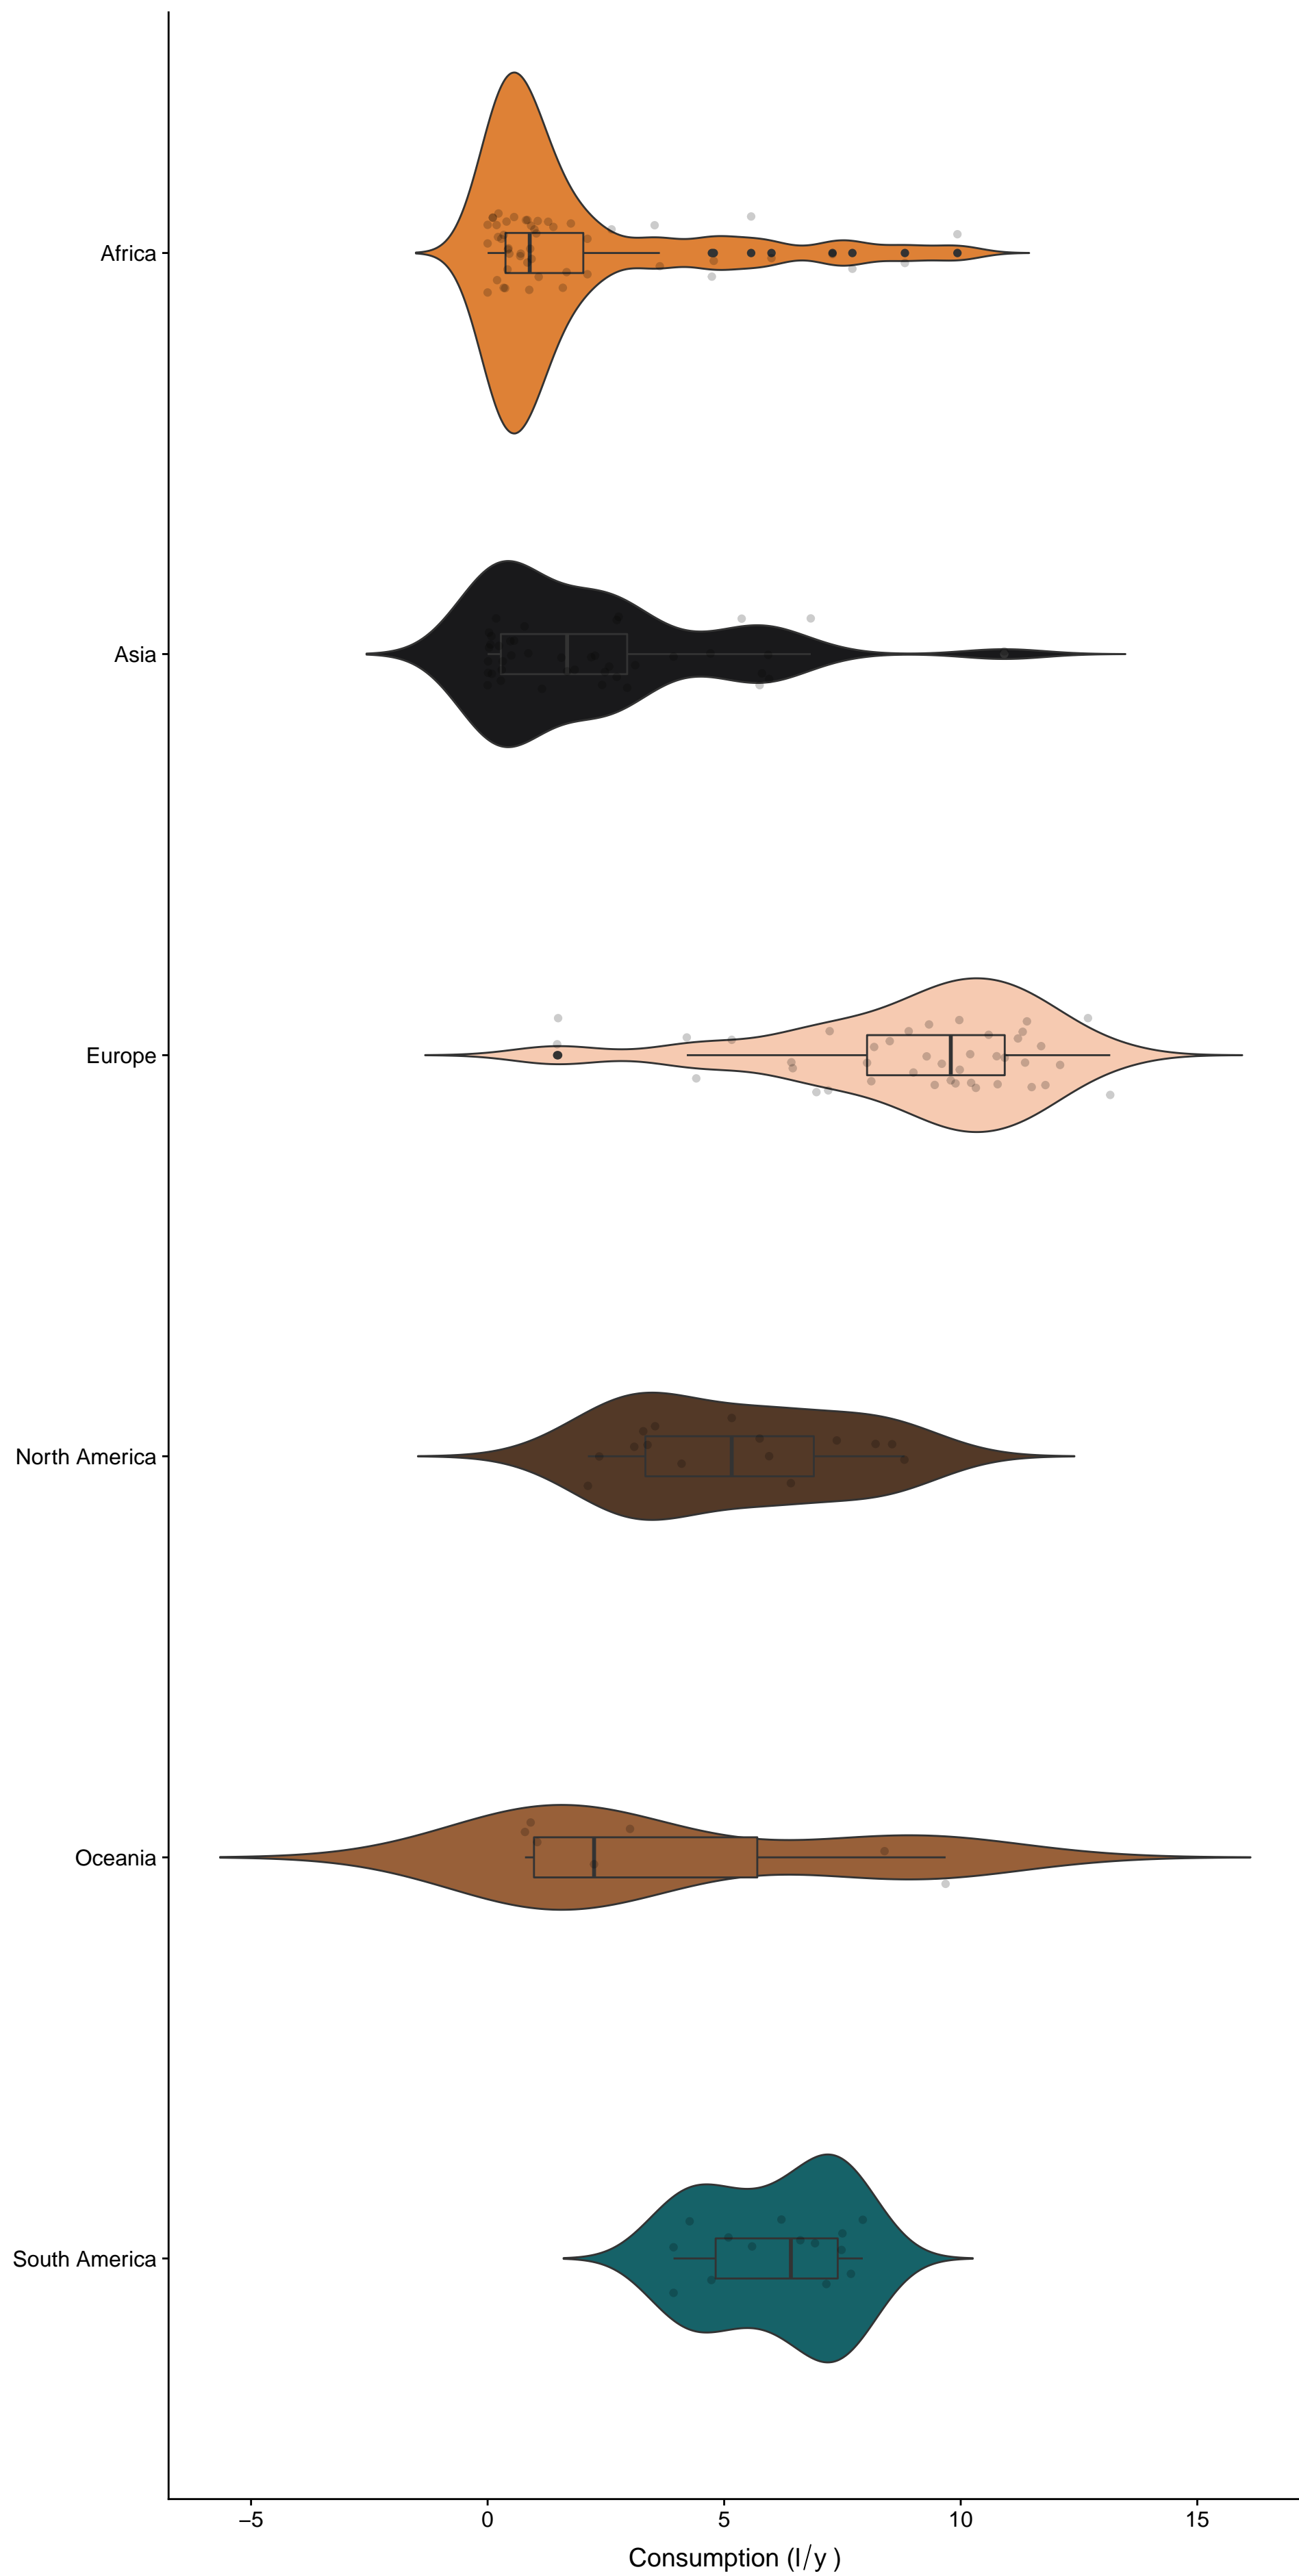 Africa
Asia
Europe
North America
Oceania
South America
−5 0 5 10 15
Consumption (l/y )